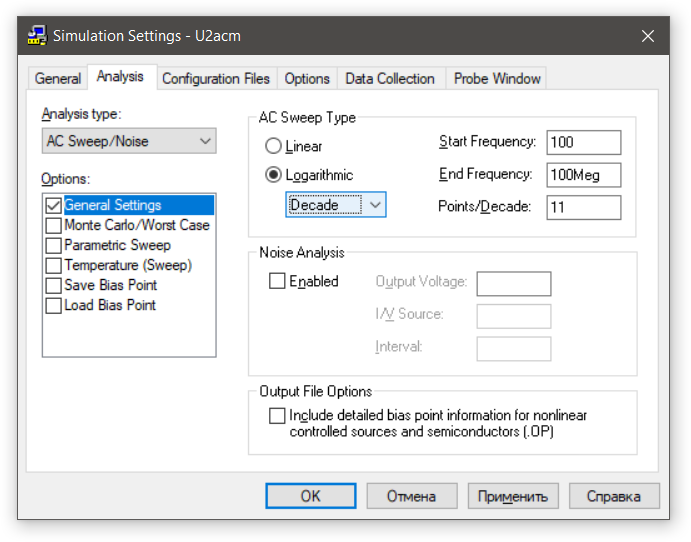 Simulation Settings - U2acm
General Analysis Configuration Files Options Data Collection Probe Window
Analysis type:
AC Sweep/Noise
Options:
General Settings
Monte Carlo/Worst Case
Parametric Sweep
Temperature (Sweep)
Save Bias Point
Load Bias Point
AC Sweep Type
Linear
Logarithmic
Decade
Start Frequency: 100
End Frequency: 100Meg
Points/Decade: 11
Noise Analysis
Enabled
Output Voltage:
I/V Source:
Interval:
Output File Options
Include detailed bias point information for nonlinear
controlled sources and semiconductors (.OP)
OK Отмена Применить Справка